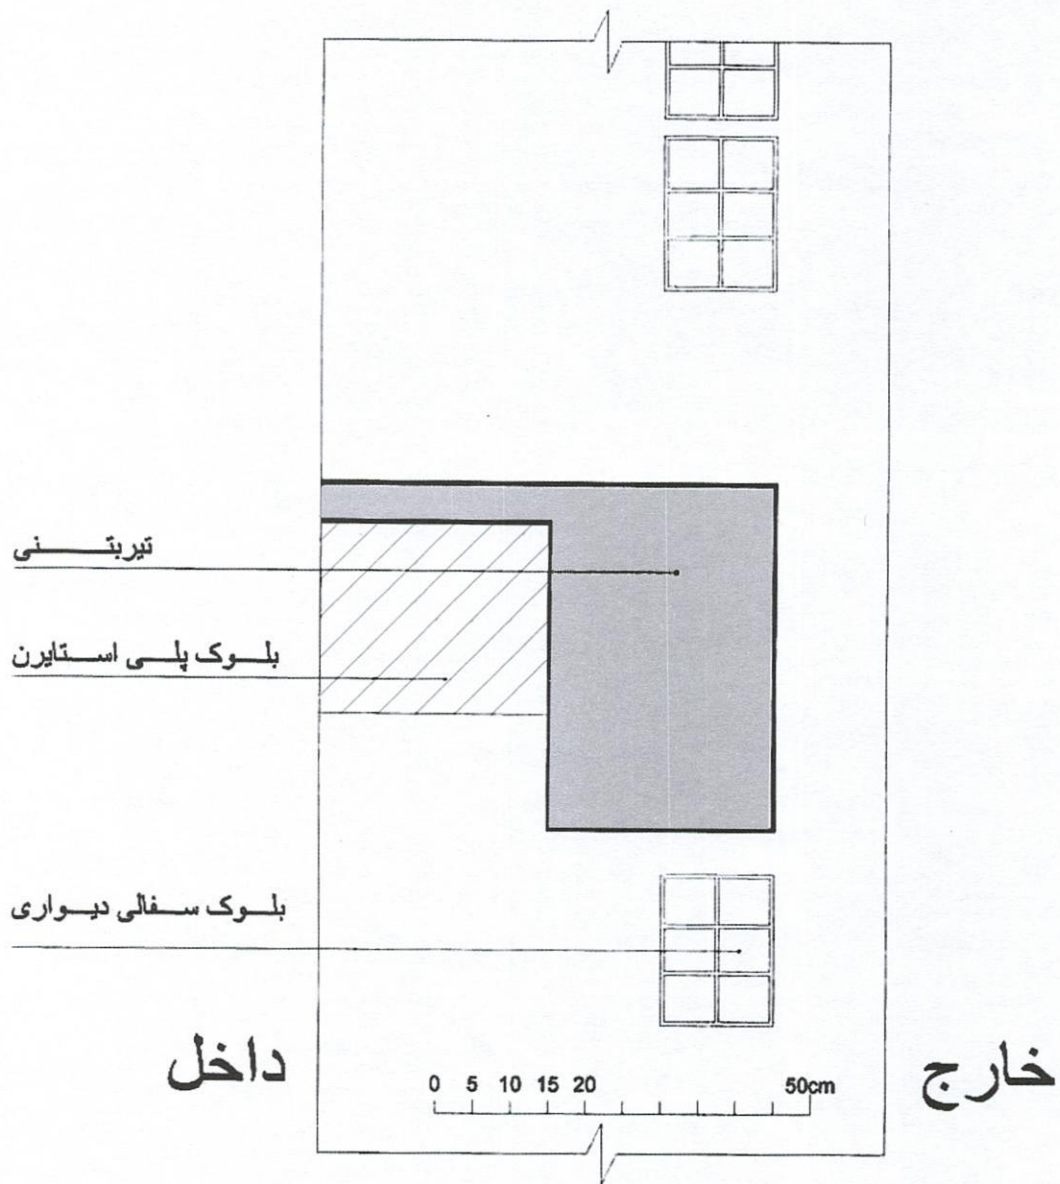 تیربتنی
بلوک پلی استایرن
بلوک سفالی دیواری
داخل
خارج
0 5 10 15 20 50cm